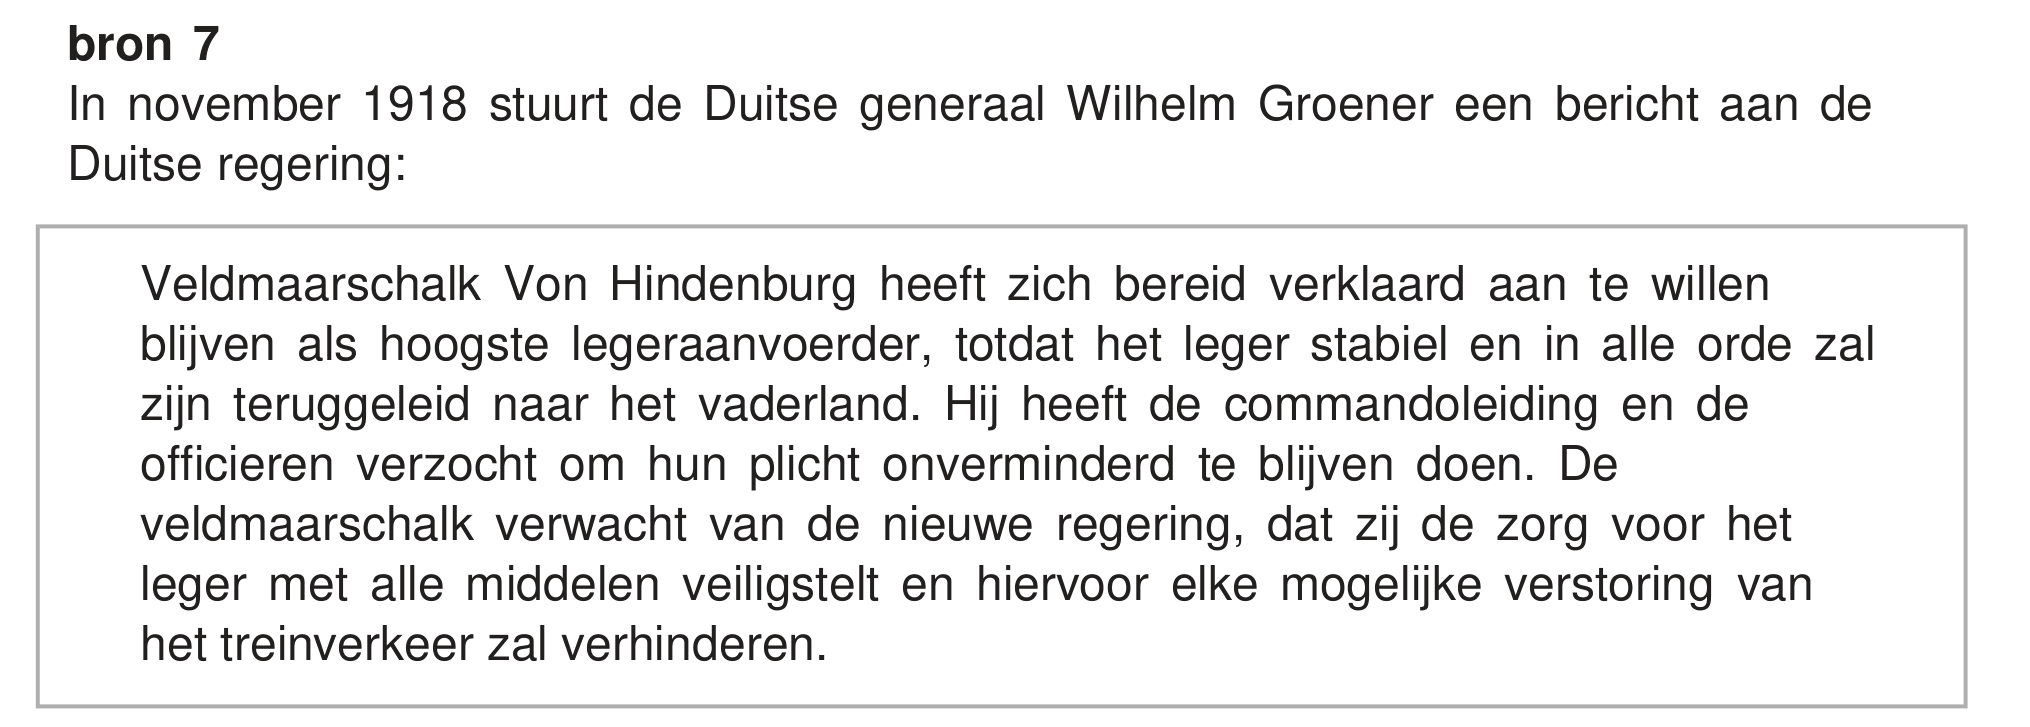 bron 7
In november 1918 stuurt de Duitse generaal Wilhelm Groener een bericht aan de
Duitse regering:
Veldmaarschalk Von Hindenburg heeft zich bereid verklaard aan te willen
blijven als hoogste legeraanvoerder, totdat het leger stabiel en in alle orde zal
zijn teruggeleid naar het vaderland. Hij heeft de commandoleiding en de
officieren verzocht om hun plicht onverminderd te blijven doen. De
veldmaarschalk verwacht van de nieuwe regering, dat zij de zorg voor het
leger met alle middelen veiligstelt en hiervoor elke mogelijke verstoring van
het treinverkeer zal verhinderen.